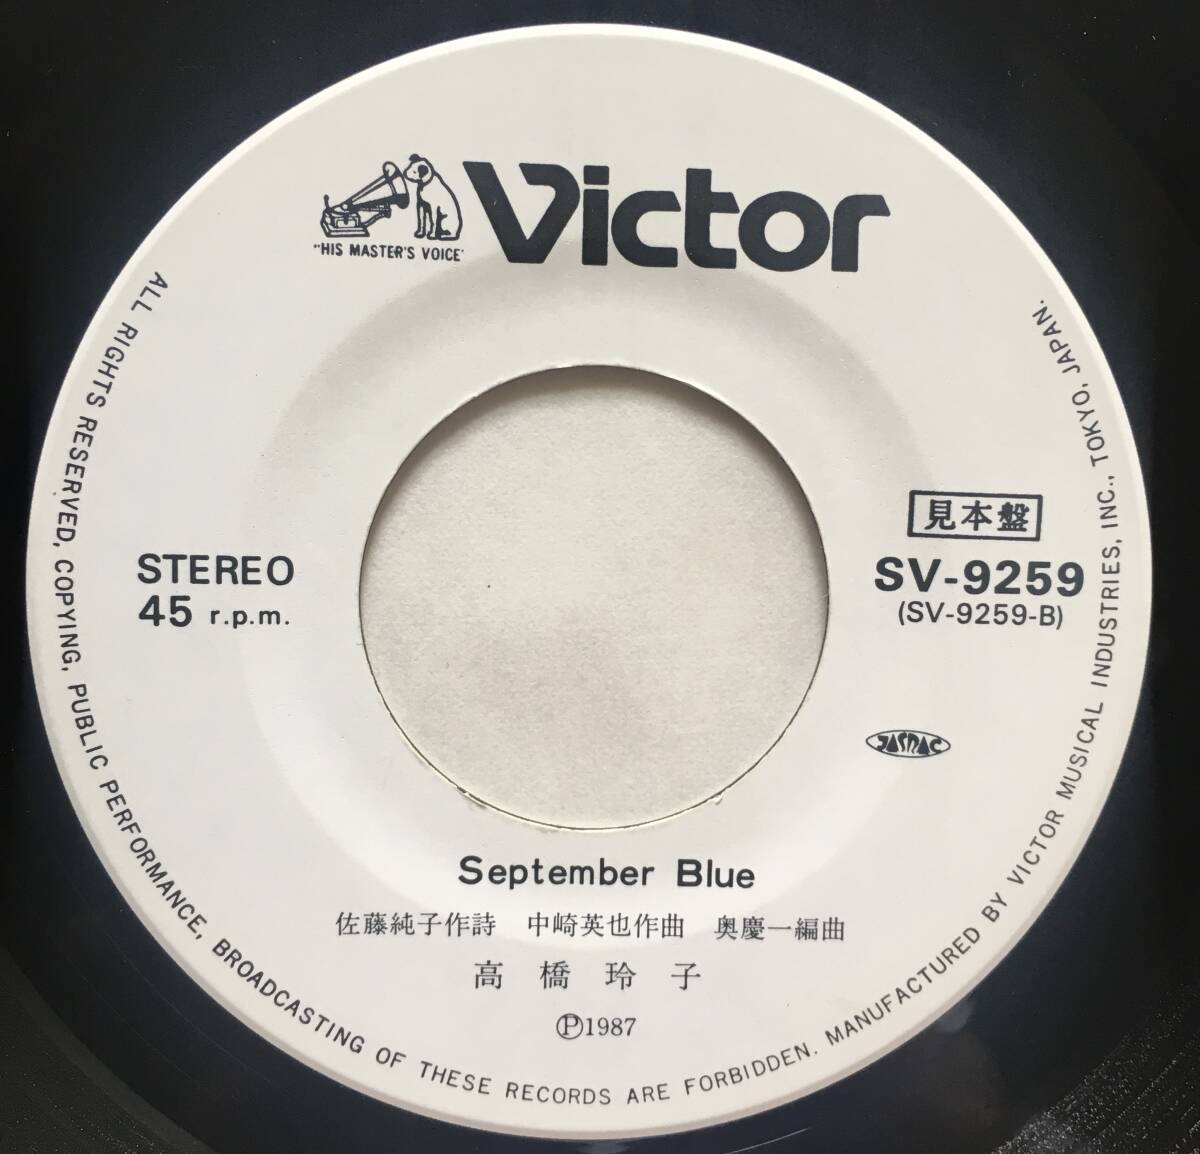 "HIS MASTER'S VOICE"
Victor
見本盤
STEREO
45 r.p.m.
SV-9259
(SV-9259-B)
JASRAC
September Blue
佐藤純子作詩 中崎英也作曲 奥慶一編曲
高橋玲子
Ⓟ1987
ALL RIGHTS RESERVED, COPYING, PUBLIC PERFORMANCE, BROADCASTING OF THESE RECORDS ARE FORBIDDEN. MANUFACTURED BY VICTOR MUSICAL INDUSTRIES, INC., TOKYO, JAPAN.